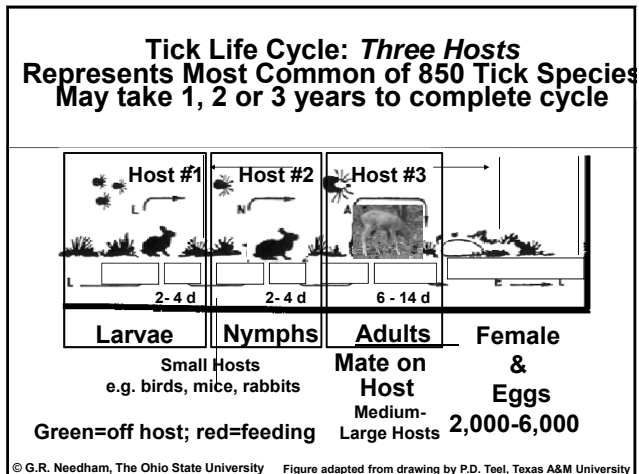 Tick Life Cycle: Three Hosts
Represents Most Common of 850 Tick Species
May take 1, 2 or 3 years to complete cycle
Host #1 Host #2 Host #3
L N A
L E L
2- 4 d 2- 4 d 6 - 14 d
Larvae Nymphs Adults Female
& 
Eggs
2,000-6,000
Small Hosts
e.g. birds, mice, rabbits
Mate on
Host
Medium-
Large Hosts
Green=off host; red=feeding
© G.R. Needham, The Ohio State University Figure adapted from drawing by P.D. Teel, Texas A&M University